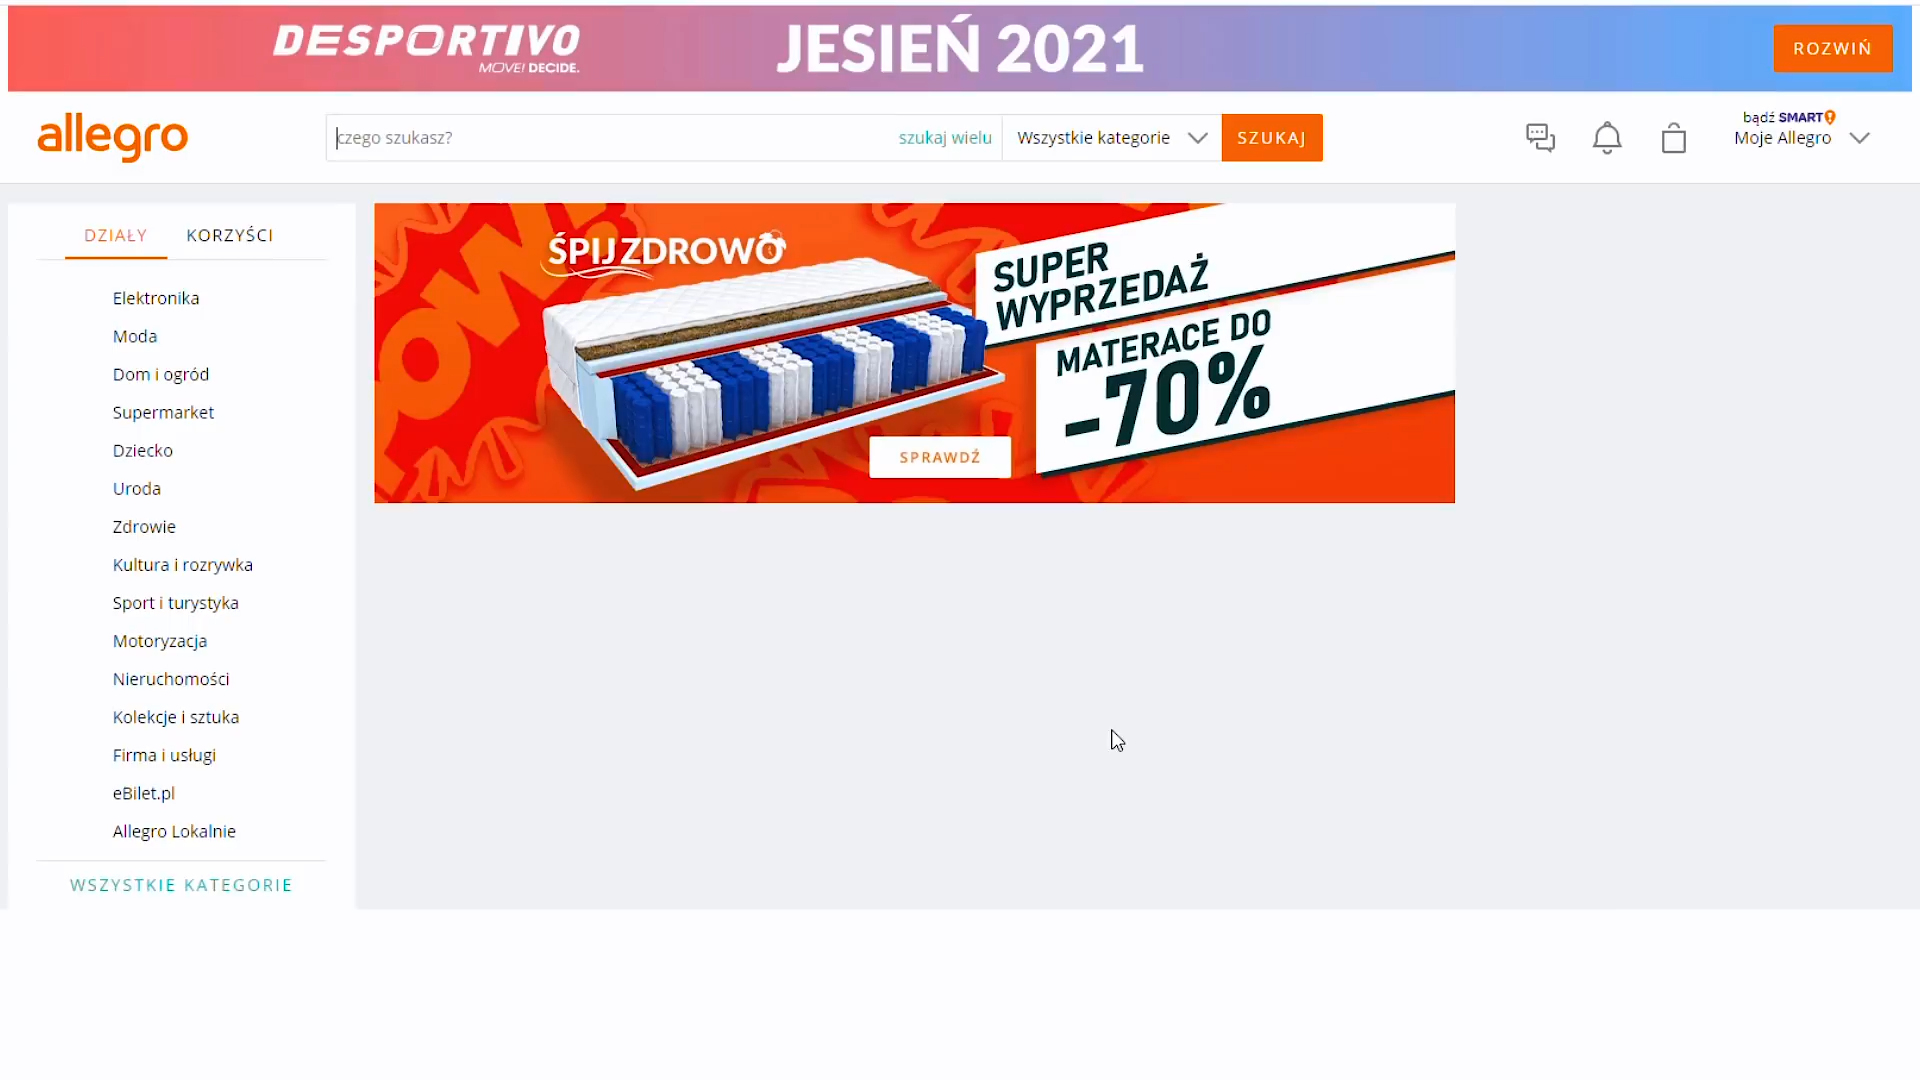 DESPORTIVO
MOVE! DECIDE.
JESIEŃ 2021
ROZWIŃ
allegro
czego szukasz?
szukaj wielu
Wszystkie kategorie
SZUKAJ
bądź SMART!
Moje Allegro
DZIAŁY
KORZYŚCI
Elektronika
Moda
Dom i ogród
Supermarket
Dziecko
Uroda
Zdrowie
Kultura i rozrywka
Sport i turystyka
Motoryzacja
Nieruchomości
Kolekcje i sztuka
Firma i usługi
eBilet.pl
Allegro Lokalnie
WSZYSTKIE KATEGORIE
ŚPIJ ZDROWO
SUPER
WYPRZEDAŻ
MATERACE DO
-70%
SPRAWDŹ